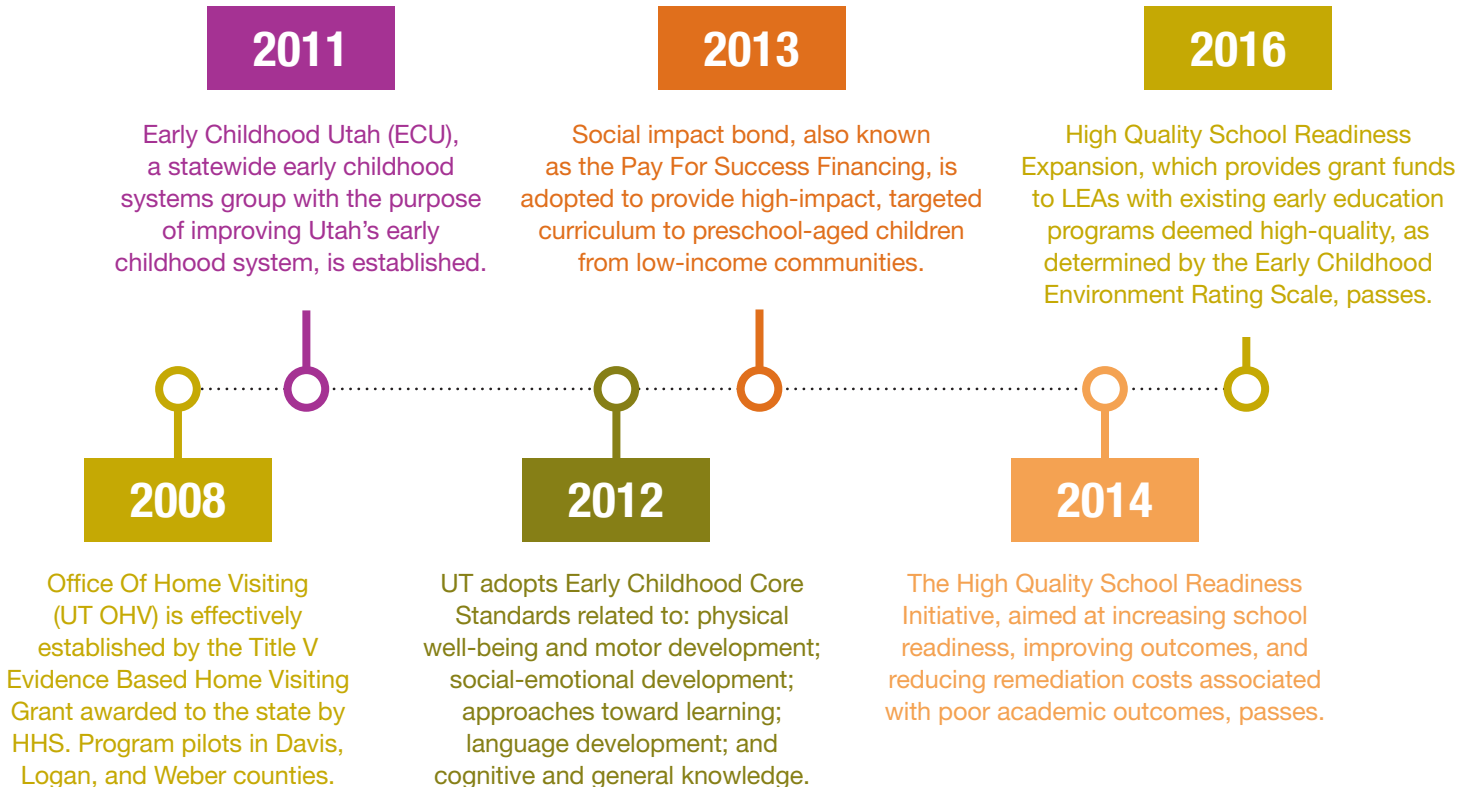 2011
Early Childhood Utah (ECU),
a statewide early childhood
systems group with the purpose
of improving Utah's early
childhood system, is established.
2013
Social impact bond, also known
as the Pay For Success Financing, is
adopted to provide high-impact, targeted
curriculum to preschool-aged children
from low-income communities.
2016
High Quality School Readiness
Expansion, which provides grant funds
to LEAs with existing early education
programs deemed high-quality, as
determined by the Early Childhood
Environment Rating Scale, passes.
2008
Office Of Home Visiting
(UT OHV) is effectively
established by the Title V
Evidence Based Home Visiting
Grant awarded to the state by
HHS. Program pilots in Davis,
Logan, and Weber counties.
2012
UT adopts Early Childhood Core
Standards related to: physical
well-being and motor development;
social-emotional development;
approaches toward learning;
language development; and
cognitive and general knowledge.
2014
The High Quality School Readiness
Initiative, aimed at increasing school
readiness, improving outcomes, and
reducing remediation costs associated
with poor academic outcomes, passes.